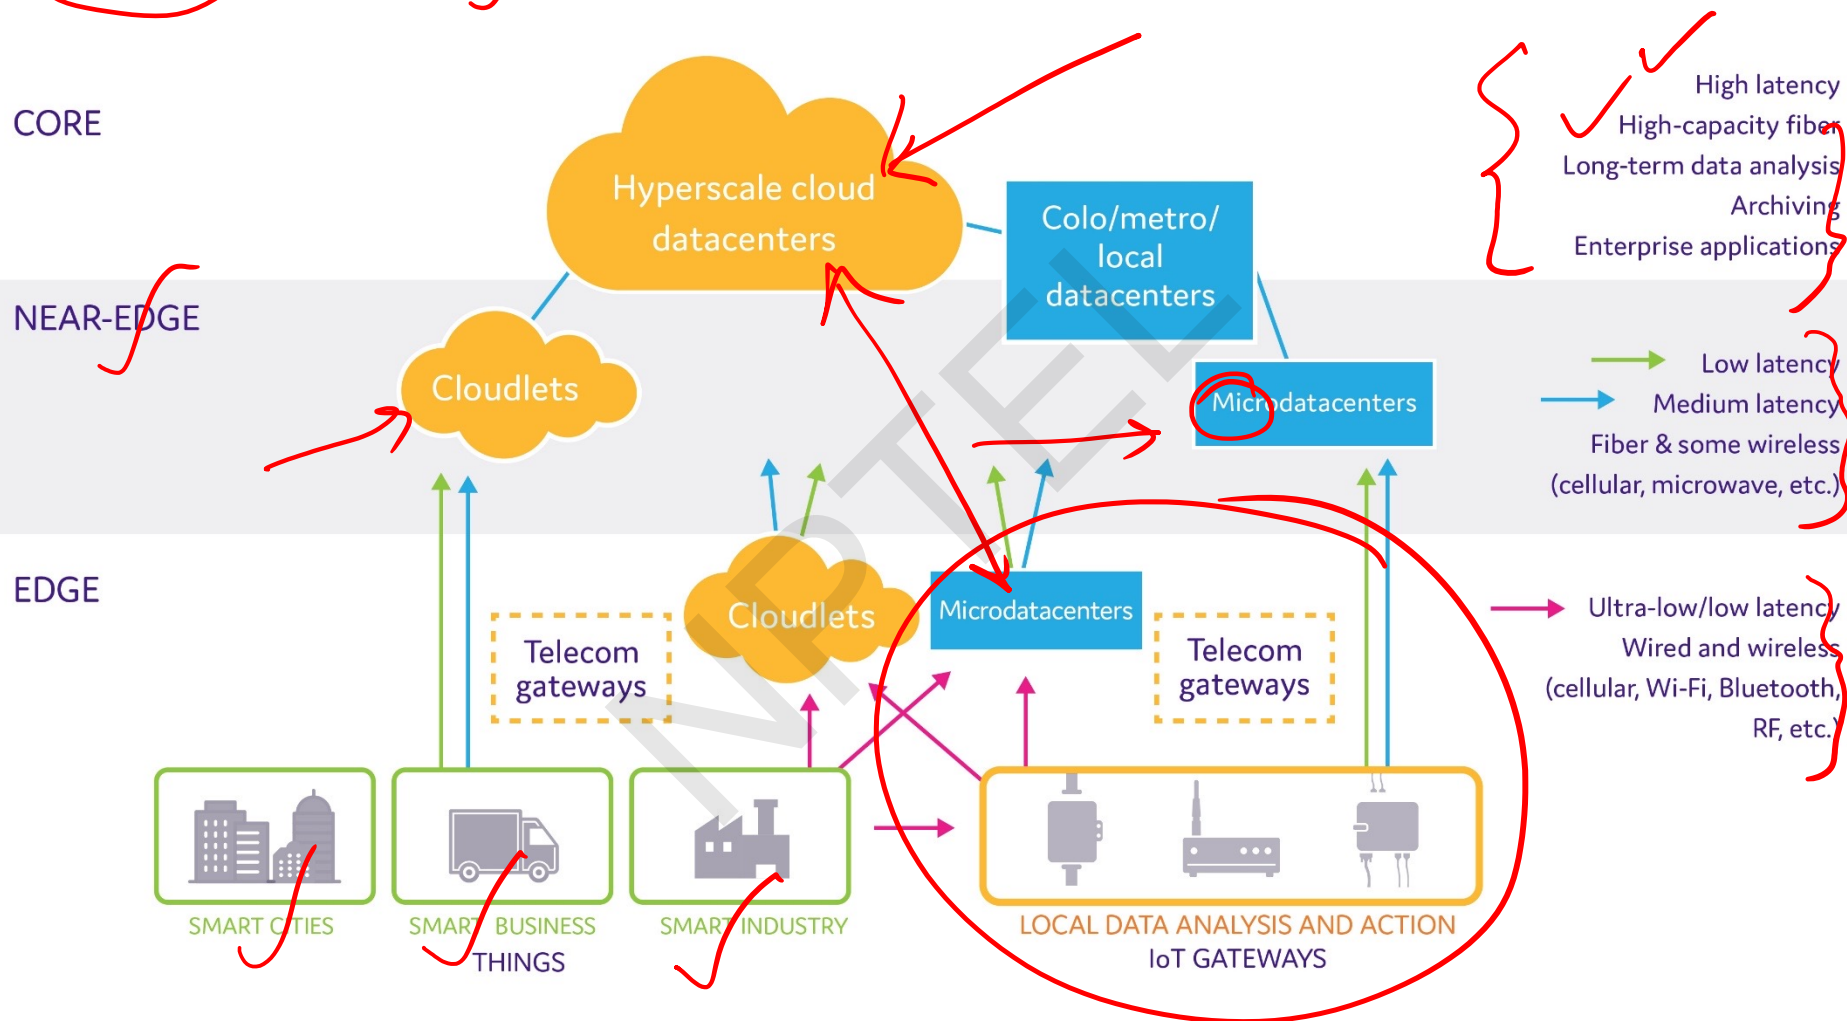 CORE
Hyperscale cloud
datacenters
Colo/metro/
local
datacenters
High latency
High-capacity fiber
Long-term data analysis
Archiving
Enterprise applications
NEAR-EDGE
Cloudlets
Microdatacenters
Low latency
Medium latency
Fiber & some wireless
(cellular, microwave, etc.)
EDGE
Telecom
gateways
Cloudlets
Microdatacenters
Telecom
gateways
Ultra-low/low latency
Wired and wireless
(cellular, Wi-Fi, Bluetooth,
RF, etc.)
SMART CITIES
SMART BUSINESS
SMART INDUSTRY
THINGS
LOCAL DATA ANALYSIS AND ACTION
IoT GATEWAYS
NPTEL